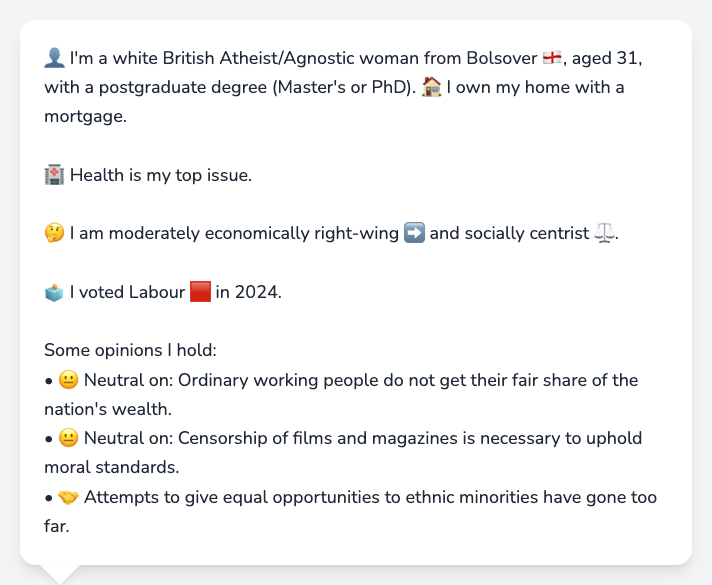 👤 I'm a white British Atheist/Agnostic woman from Bolsover 🏴󠁧󠁢󠁥󠁮󠁧󠁿, aged 31,
with a postgraduate degree (Master's or PhD). 🏠 I own my home with a
mortgage.
🏥 Health is my top issue.
🤔 I am moderately economically right-wing ➡️ and socially centrist ⚖️.
🗳️ I voted Labour 🟥 in 2024.
Some opinions I hold:
• 😐 Neutral on: Ordinary working people do not get their fair share of the
nation's wealth.
• 😐 Neutral on: Censorship of films and magazines is necessary to uphold
moral standards.
• 🤝 Attempts to give equal opportunities to ethnic minorities have gone too
far.